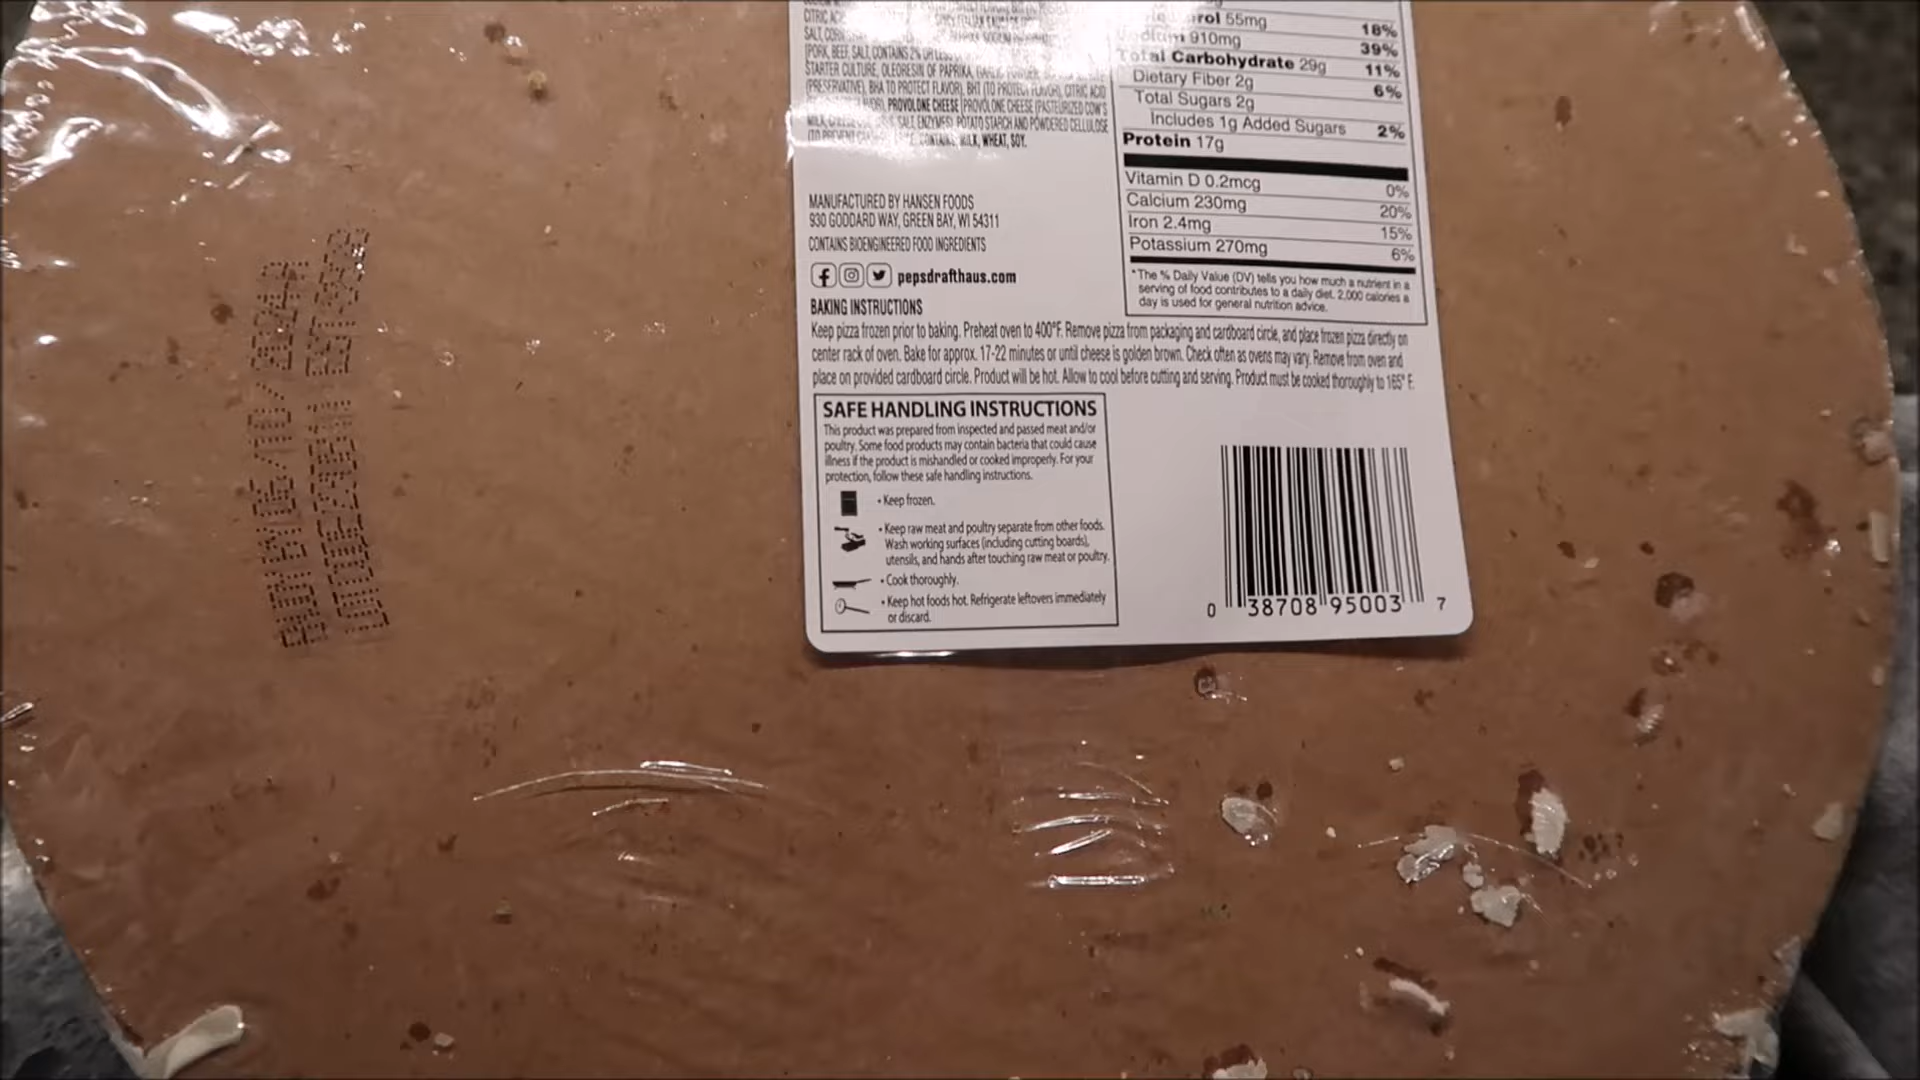 CITRIC
SALT, CORN
(PORK, BEEF, SALT, CONTAINS 2% OR LESS
STARTER CULTURE, OLEORESIN OF PAPRIKA,
(PRESERVATIVE), BHA TO PROTECT FLAVOR), BHT (TO PROTECT FLAVOR), CITRIC ACID
PROVOLONE CHEESE (PROVOLONE CHEESE (PASTEURIZED COW'S
MILK, SALT, ENZYMES), POTATO STARCH AND POWDERED CELLULOSE
MILK, WHEAT, SOY.
55mg 18%
910mg 39%
Total Carbohydrate 29g 11%
Dietary Fiber 2g 6%
Total Sugars 2g
Includes 1g Added Sugars 2%
Protein 17g
Vitamin D 0.2mcg 0%
Calcium 230mg 20%
Iron 2.4mg 15%
Potassium 270mg 6%
*The % Daily Value (DV) tells you how much a nutrient in a
serving of food contributes to a daily diet. 2,000 calories a
day is used for general nutrition advice.
MANUFACTURED BY HANSEN FOODS
930 GODDARD WAY, GREEN BAY, WI 54311
CONTAINS BIOENGINEERED FOOD INGREDIENTS
pepsdrafthaus.com
BAKING INSTRUCTIONS
Keep pizza frozen prior to baking. Preheat oven to 400°F. Remove pizza from packaging and cardboard circle, and place frozen pizza directly on
center rack of oven. Bake for approx. 17-22 minutes or until cheese is golden brown. Check often as ovens may vary. Remove from oven and
place on provided cardboard circle. Product will be hot. Allow to cool before cutting and serving. Product must be cooked thoroughly to 165° F.
SAFE HANDLING INSTRUCTIONS
This product was prepared from inspected and passed meat and/or
poultry. Some food products may contain bacteria that could cause
illness if the product is mishandled or cooked improperly. For your
protection, follow these safe handling instructions.
• Keep frozen.
• Keep raw meat and poultry separate from other foods.
Wash working surfaces (including cutting boards),
utensils, and hands after touching raw meat or poultry.
• Cook thoroughly.
• Keep hot foods hot. Refrigerate leftovers immediately
or discard.
0 38708 95003 7